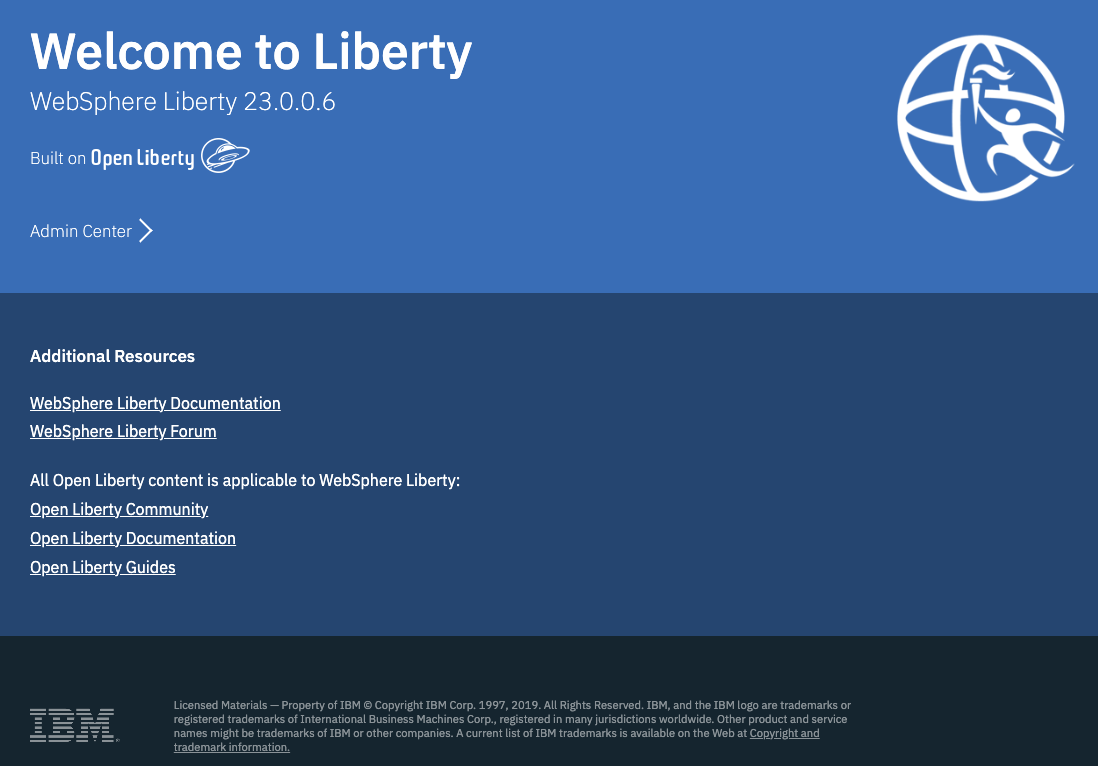 Welcome to Liberty
WebSphere Liberty 23.0.0.6
Built on Open Liberty
Admin Center
Additional Resources
WebSphere Liberty Documentation
WebSphere Liberty Forum
All Open Liberty content is applicable to WebSphere Liberty:
Open Liberty Community
Open Liberty Documentation
Open Liberty Guides
IBM
Licensed Materials — Property of IBM © Copyright IBM Corp. 1997, 2019. All Rights Reserved. IBM, and the IBM logo are trademarks or
registered trademarks of International Business Machines Corp., registered in many jurisdictions worldwide. Other product and service
names might be trademarks of IBM or other companies. A current list of IBM trademarks is available on the Web at Copyright and
trademark information.